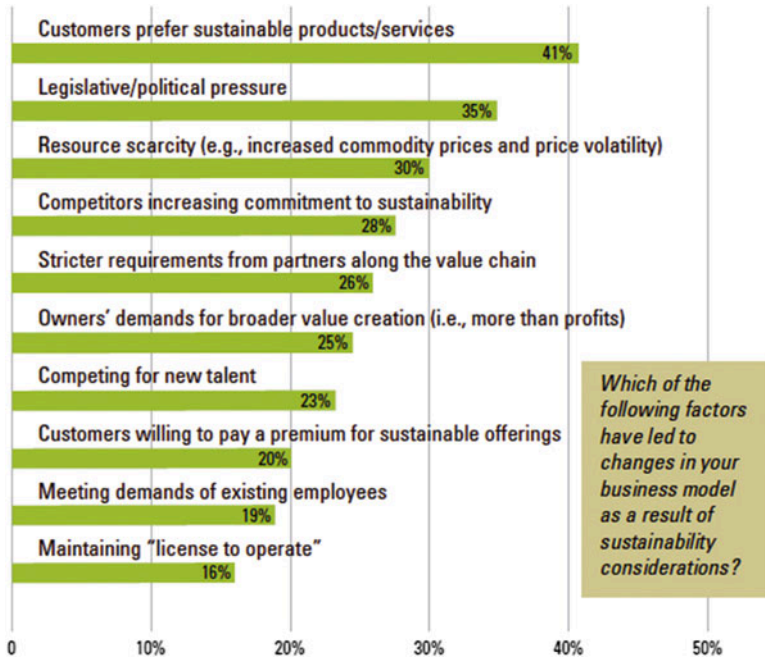 Customers prefer sustainable products/services
41%
Legislative/political pressure
35%
Resource scarcity (e.g., increased commodity prices and price volatility)
30%
Competitors increasing commitment to sustainability
28%
Stricter requirements from partners along the value chain
26%
Owners' demands for broader value creation (i.e., more than profits)
25%
Competing for new talent
23%
Customers willing to pay a premium for sustainable offerings
20%
Meeting demands of existing employees
19%
Maintaining "license to operate"
16%
Which of the
following factors
have led to
changes in your
business model
as a result of
sustainability
considerations?
0 10% 20% 30% 40% 50%